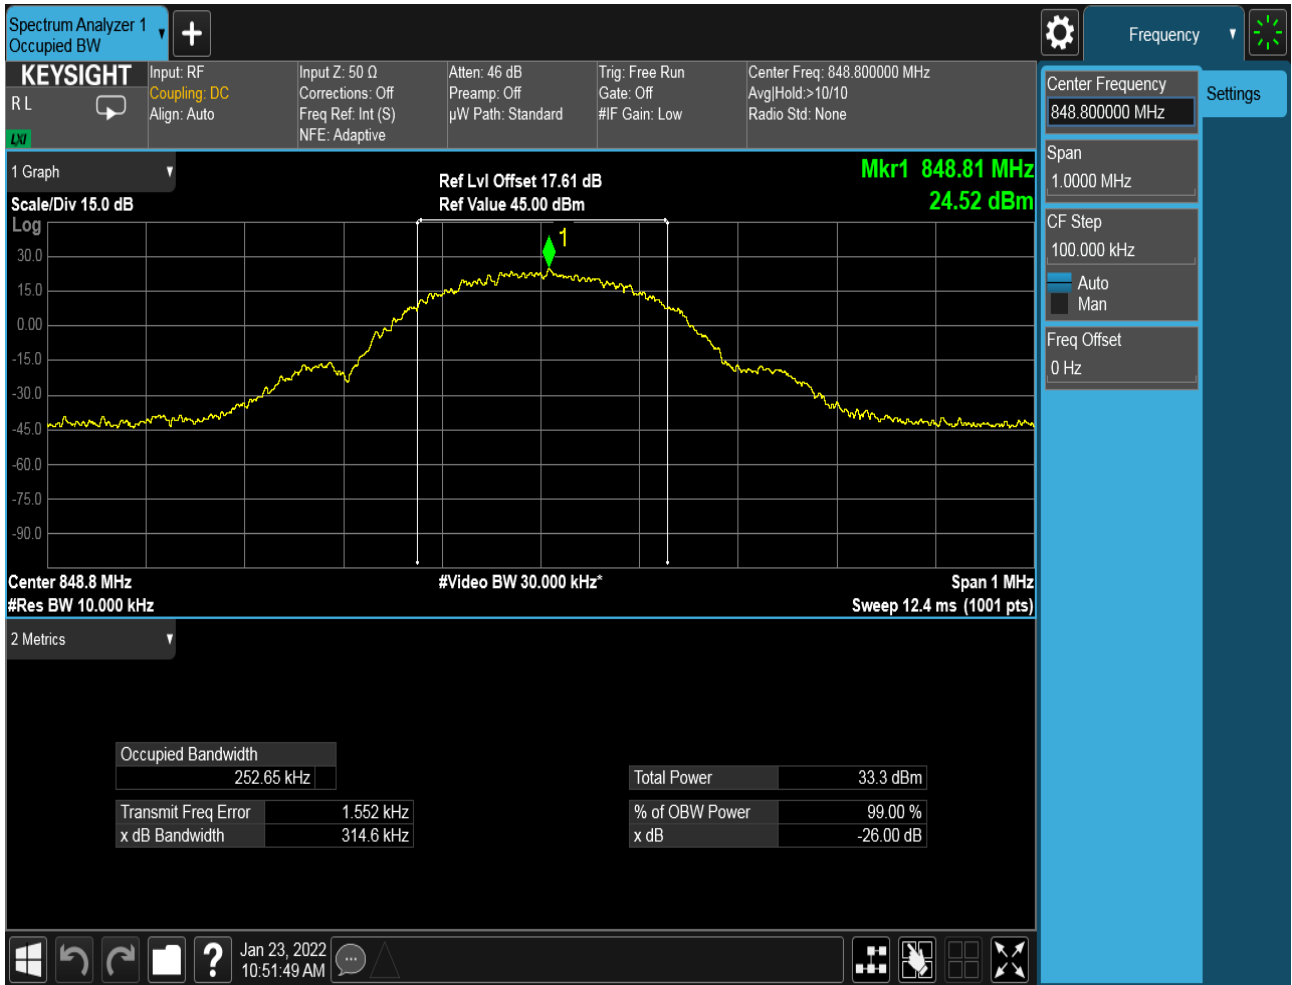 Spectrum Analyzer 1
Occupied BW
Frequency
KEYSIGHT
R L
LXI
Input: RF
Coupling: DC
Align: Auto
Input Z: 50 Ω
Corrections: Off
Freq Ref: Int (S)
NFE: Adaptive
Atten: 46 dB
Preamp: Off
µW Path: Standard
Trig: Free Run
Gate: Off
#IF Gain: Low
Center Freq: 848.800000 MHz
Avg|Hold:>10/10
Radio Std: None
Center Frequency
848.800000 MHz
Settings
Span
1.0000 MHz
CF Step
100.000 kHz
Auto
Man
Freq Offset
0 Hz
1 Graph
Scale/Div 15.0 dB
Ref Lvl Offset 17.61 dB
Ref Value 45.00 dBm
Mkr1 848.81 MHz
24.52 dBm
Log
1
30.0
15.0
0.00
-15.0
-30.0
-45.0
-60.0
-75.0
-90.0
Center 848.8 MHz
#Video BW 30.000 kHz*
Span 1 MHz
#Res BW 10.000 kHz
Sweep 12.4 ms (1001 pts)
2 Metrics
Occupied Bandwidth
252.65 kHz
Total Power 33.3 dBm
Transmit Freq Error 1.552 kHz
% of OBW Power 99.00 %
x dB Bandwidth 314.6 kHz
x dB -26.00 dB
?
Jan 23, 2022
10:51:49 AM